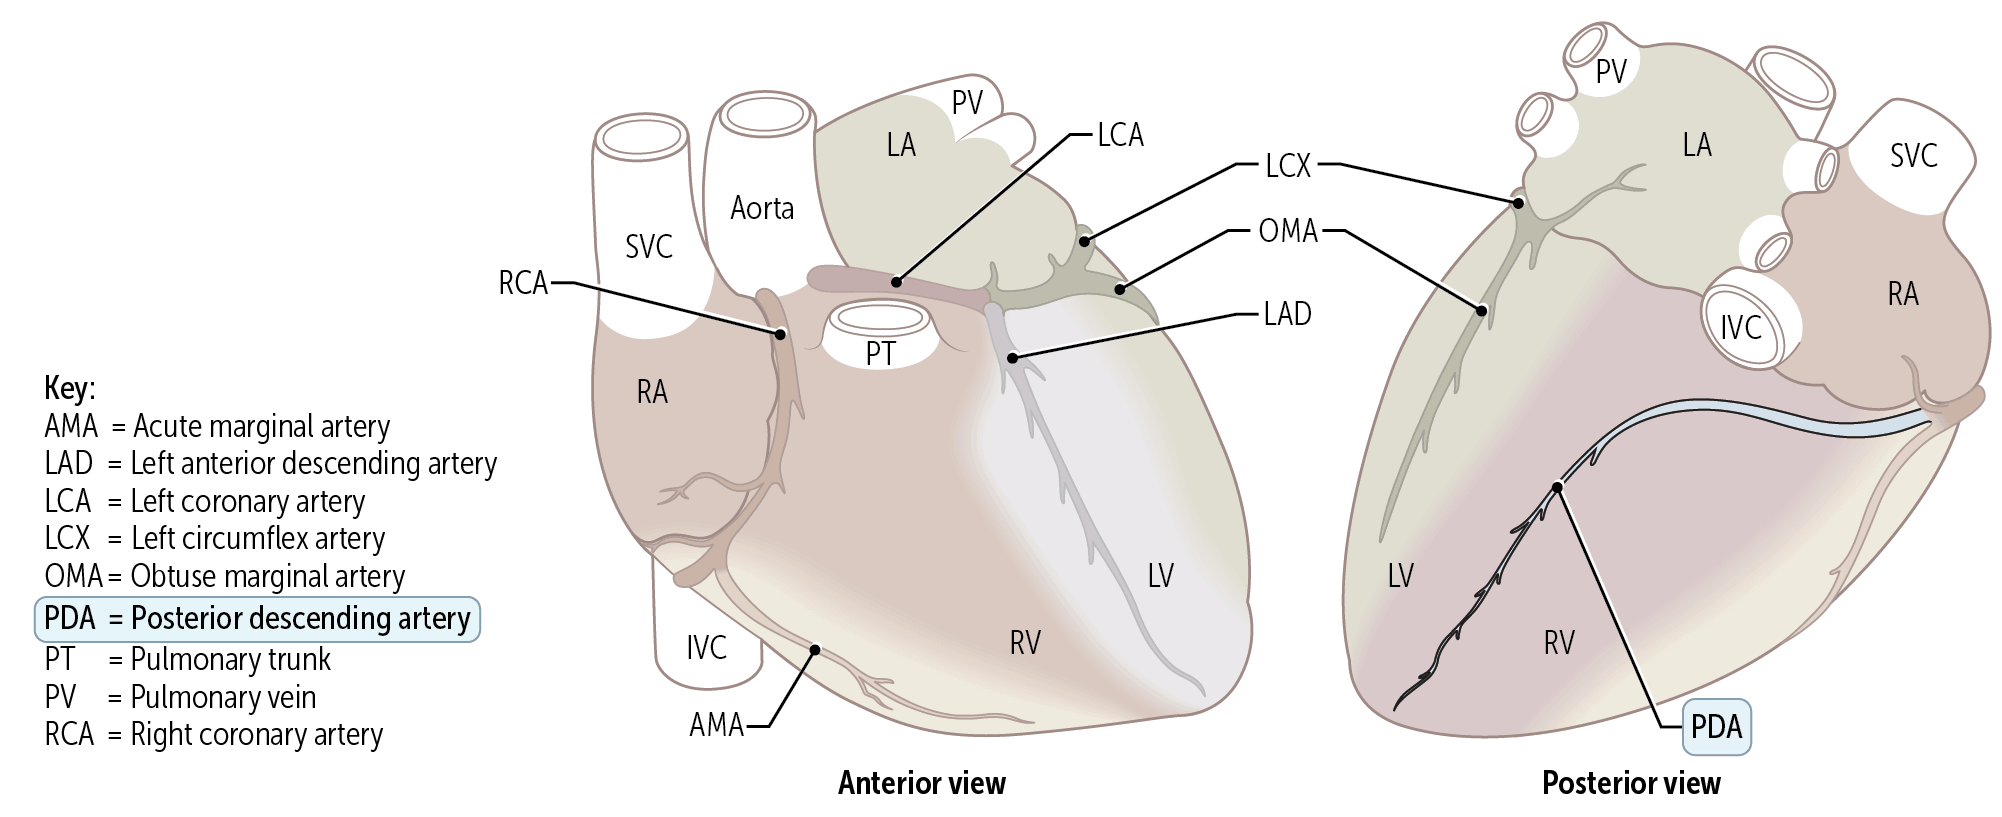 Key:
AMA = Acute marginal artery
LAD = Left anterior descending artery
LCA = Left coronary artery
LCX = Left circumflex artery
OMA = Obtuse marginal artery
PDA = Posterior descending artery
PT = Pulmonary trunk
PV = Pulmonary vein
RCA = Right coronary artery
SVC
Aorta
LA
PV
LCA
LCX
OMA
LAD
RCA
PT
RA
LV
RV
IVC
AMA
Anterior view
PV
LA
SVC
RA
IVC
LV
RV
PDA
Posterior view